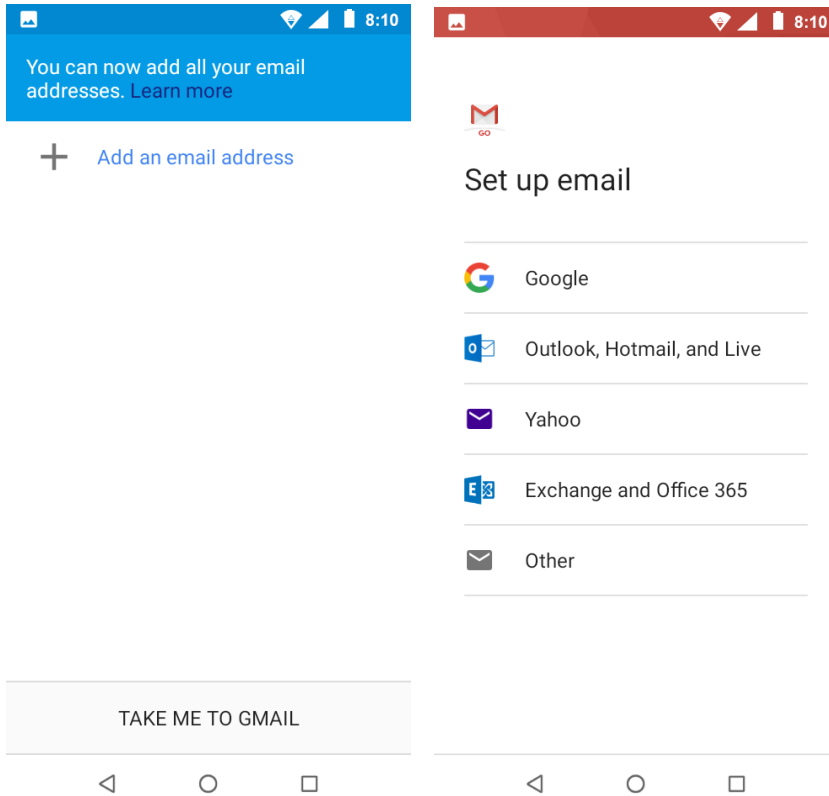 8:10
You can now add all your email
addresses. Learn more
Add an email address
TAKE ME TO GMAIL
8:10
GO
Set up email
G
Google
o
Outlook, Hotmail, and Live
Yahoo
E
Exchange and Office 365
Other